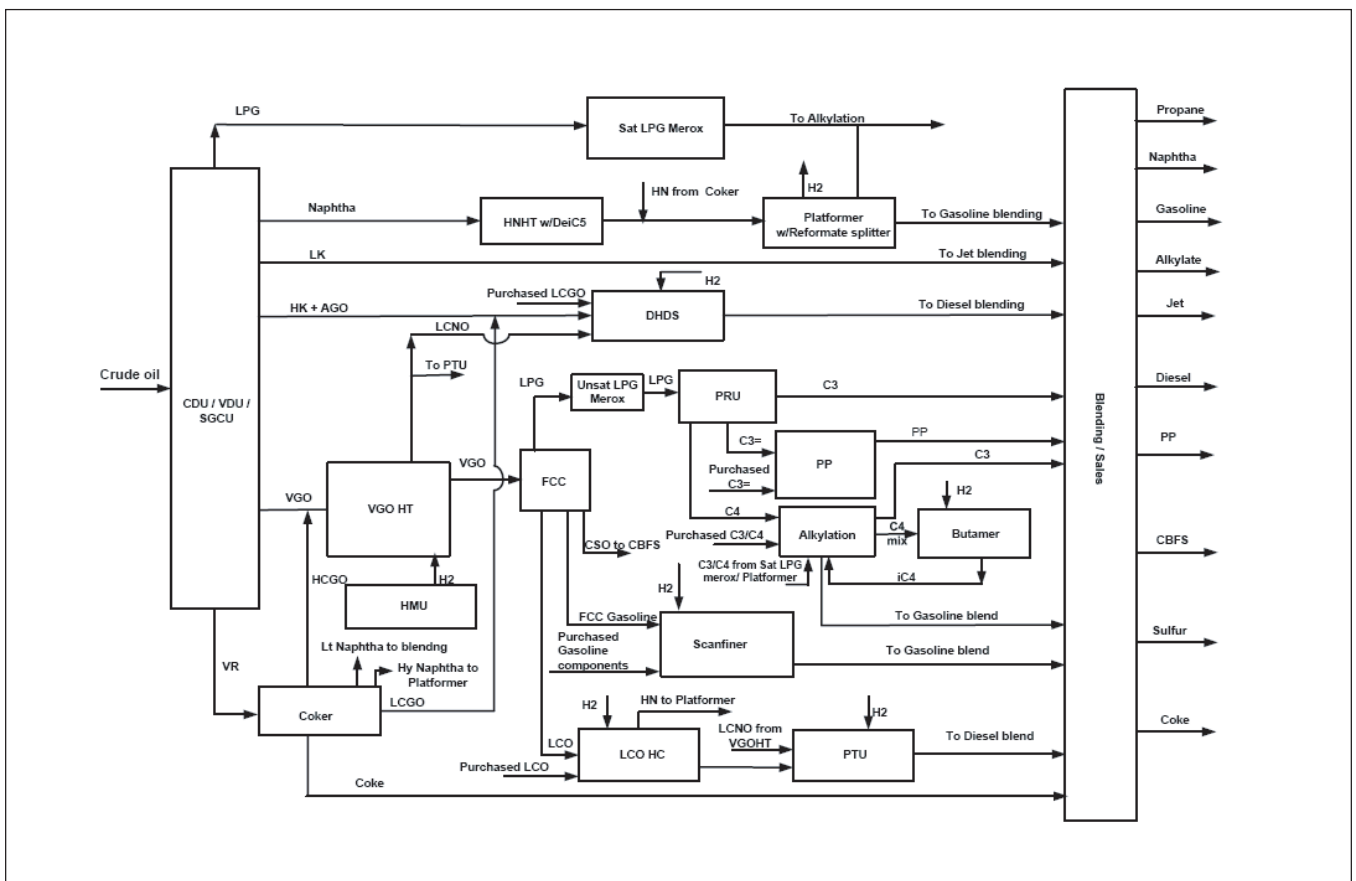 LPG
Sat LPG Merox
To Alkylation
Propane
H2
Naphtha
HN from Coker
Naphtha
HNHT w/DeiC5
Platformer
w/Reformate splitter
To Gasoline blending
Gasoline
LK
To Jet blending
Alkylate
H2
Purchased LCGO
HK + AGO
DHDS
To Diesel blending
Jet
LCNO
To PTU
Crude oil
CDU / VDU /
SGCU
LPG
Unsat LPG
Merox
LPG
PRU
C3
Diesel
Blending / Sales
C3=
PP
PP
C3
PP
Purchased
C3=
VGO
FCC
VGO
VGO HT
C4
H2
Purchased C3/C4
Alkylation
C4
mix
Butamer
CSO to CBFS
CBFS
C3/C4 from Sat LPG
merox/ Platformer
iC4
HCGO
H2
HMU
H2
FCC Gasoline
Scanfiner
To Gasoline blend
Sulfur
Purchased
Gasoline
components
To Gasoline blend
Lt Naphtha to blendng
Hy Naphtha to
Platformer
VR
LCGO
Coker
H2
HN to Platformer
H2
LCNO from
VGOHT
LCO
LCO HC
PTU
To Diesel blend
Coke
Purchased LCO
Coke